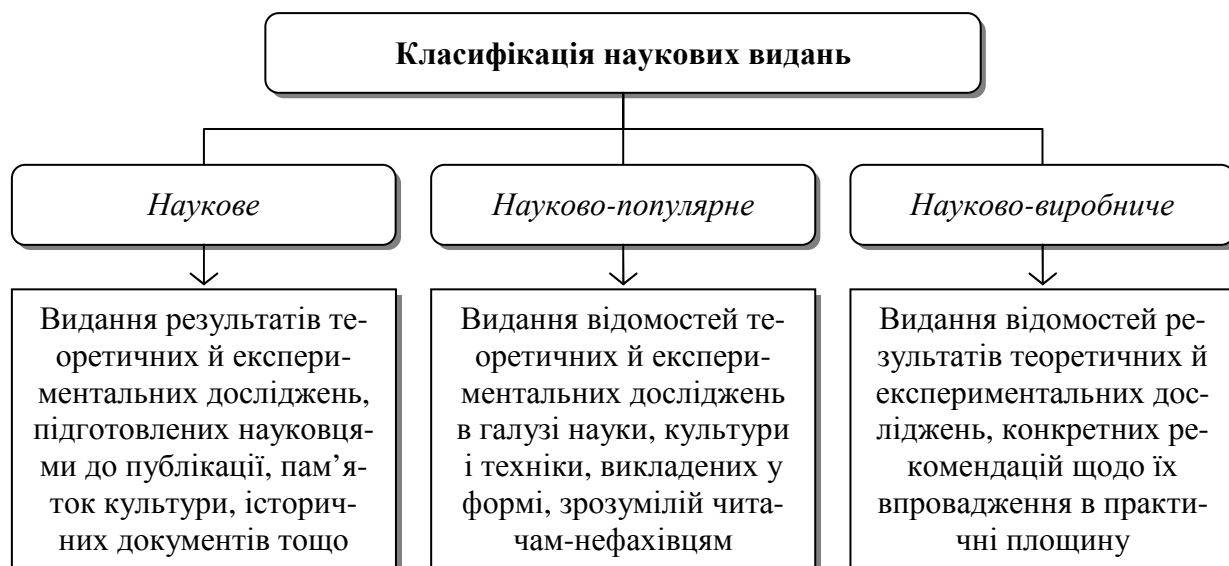 Класифікація наукових видань
Наукове
Науково-популярне
Науково-виробниче
Видання результатів те-
оретичних й експери-
ментальних досліджень,
підготовлених науковця-
ми до публікації, пам’я-
ток культури, історич-
них документів тощо
Видання відомостей те-
оретичних й експери-
ментальних досліджень
в галузі науки, культури
і техніки, викладених у
формі, зрозумілій чита-
чам-нефахівцям
Видання відомостей ре-
зультатів теоретичних й
експериментальних дос-
ліджень, конкретних ре-
комендацій щодо їх
впровадження в практи-
чні площину